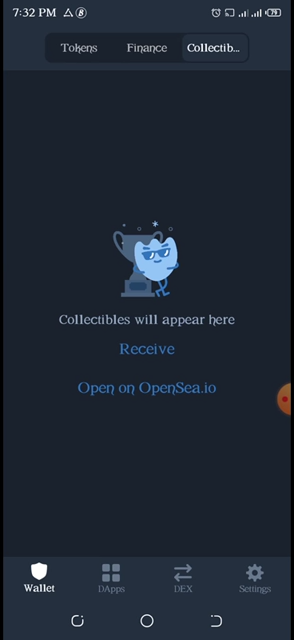 7:32 PM
79
Tokens Finance Collectib...
Collectibles will appear here
Receive
Open on OpenSea.io
Wallet DApps DEX Settings